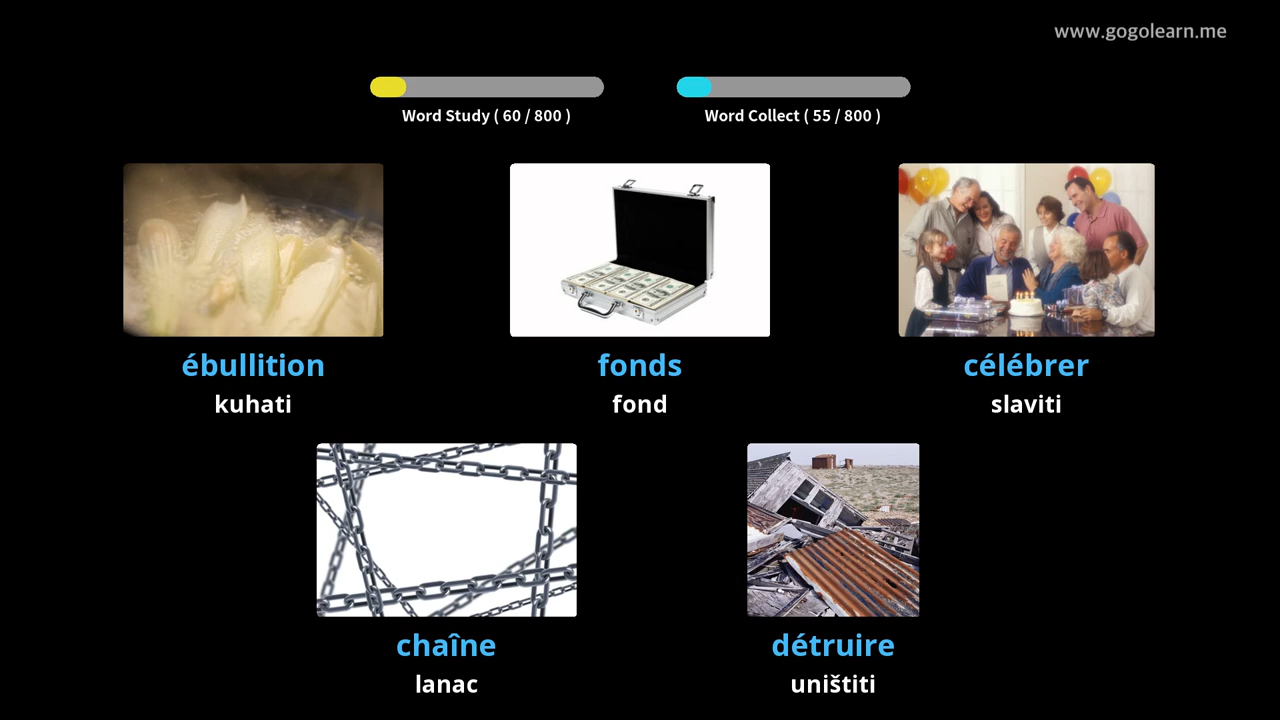 www.gogolearn.me
Word Study ( 60 / 800 )
Word Collect ( 55 / 800 )
ébullition
kuhati
fonds
fond
célébrer
slaviti
chaîne
lanac
détruire
uništiti